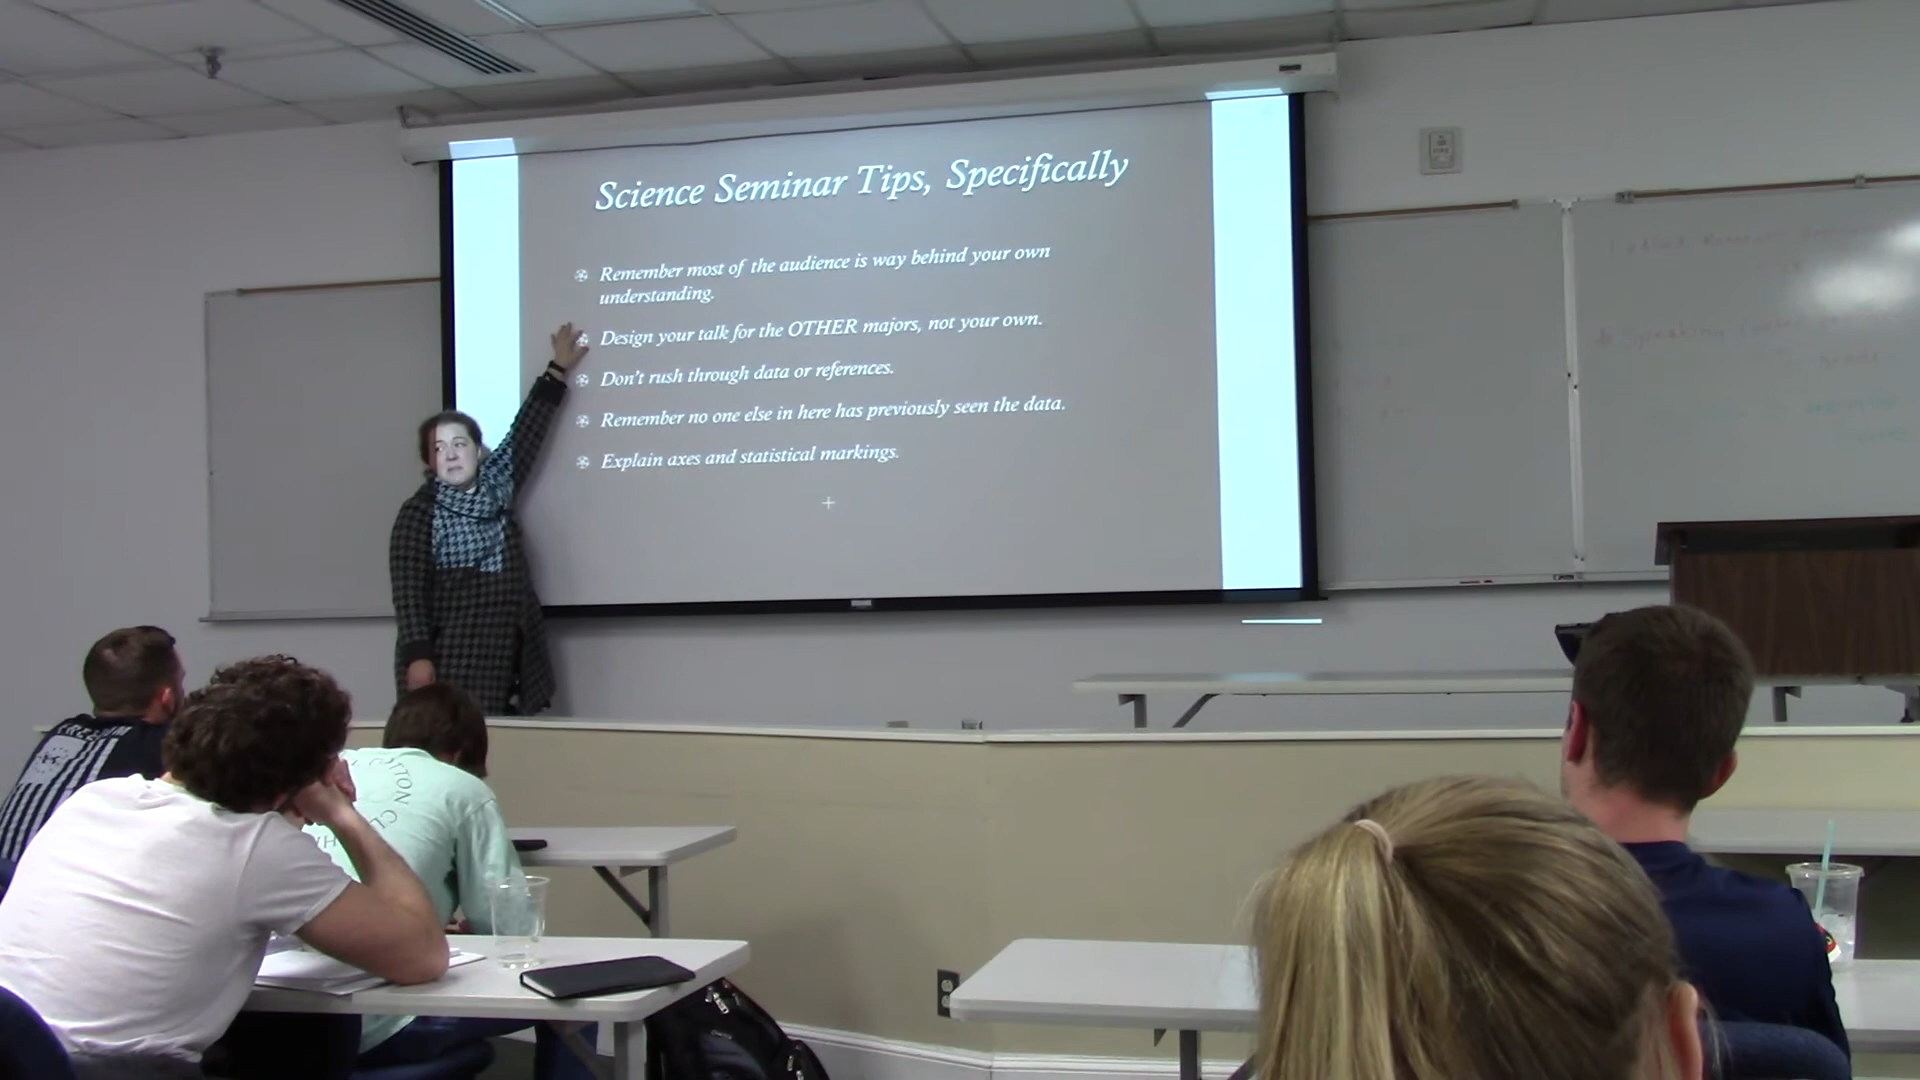 Science Seminar Tips, Specifically
Remember most of the audience is way behind your own
understanding.
Design your talk for the OTHER majors, not your own.
Don't rush through data or references.
Remember no one else in here has previously seen the data.
Explain axes and statistical markings.